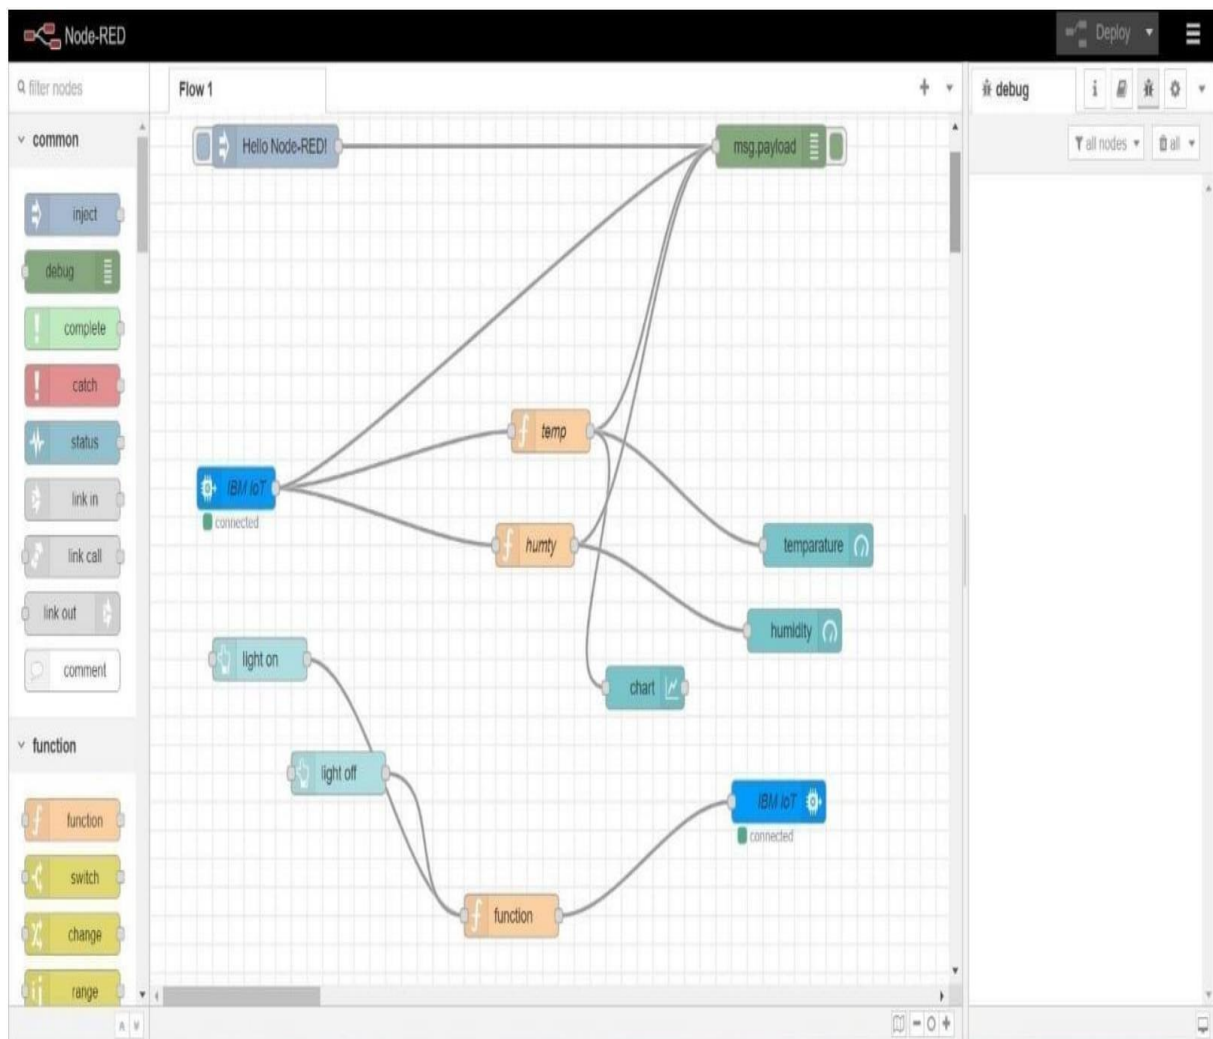 Node-RED
Deploy
filter nodes
Flow 1
debug
common
all nodes
all
Hello Node-RED!
msg.payload
inject
debug
complete
catch
status
link in
link call
link out
comment
temp
IBM IoT
connected
humty
temparature
humidity
light on
chart
light off
IBM IoT
connected
function
function
function
switch
change
range